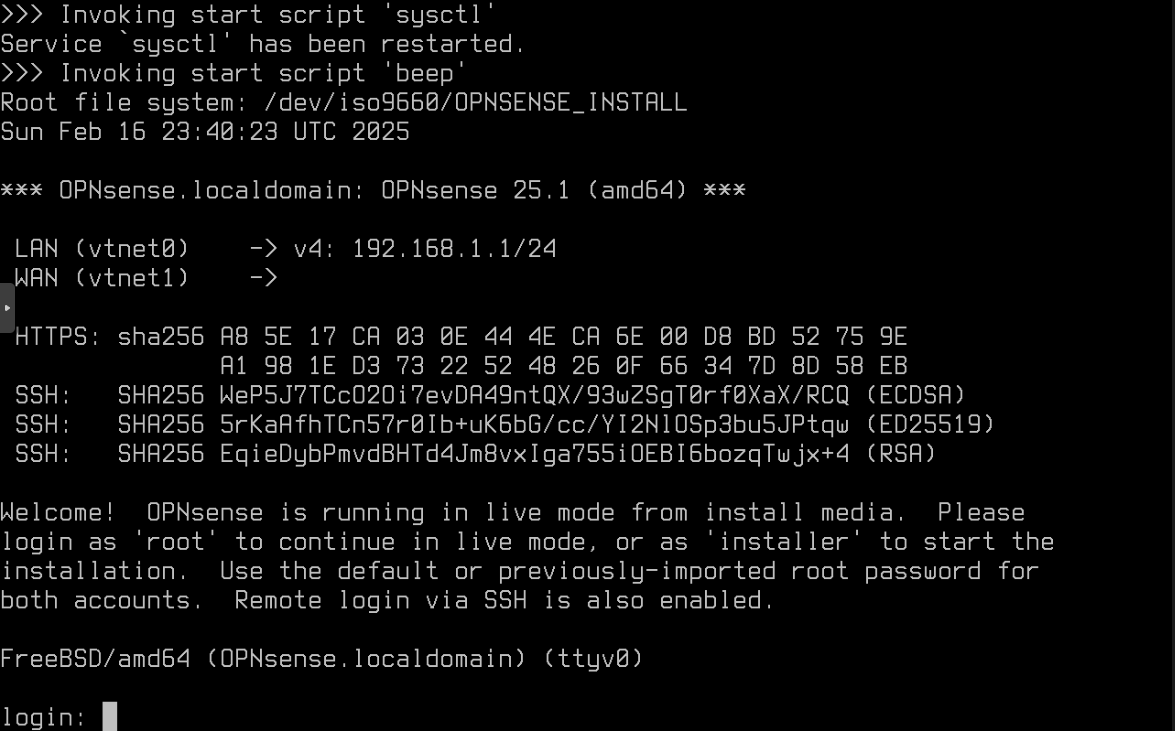 >>> Invoking start script 'sysctl'
Service `sysctl' has been restarted.
>>> Invoking start script 'beep'
Root file system: /dev/iso9660/OPNSENSE_INSTALL
Sun Feb 16 23:40:23 UTC 2025
*** OPNsense.localdomain: OPNsense 25.1 (amd64) ***
LAN (vtnet0)    -> v4: 192.168.1.1/24
WAN (vtnet1)    ->
HTTPS: sha256 A8 5E 17 CA 03 0E 44 4E CA 6E 00 D8 BD 52 75 9E
A1 98 1E D3 73 22 52 48 26 0F 66 34 7D 8D 58 EB
SSH:   SHA256 WeP5J7TCcO2Oi7evDA49ntQX/93wZSgT0rf0XaX/RCQ (ECDSA)
SSH:   SHA256 5rKaAfhTCn57r0Ib+uK6bG/cc/YI2NlOSp3bu5JPtqw (ED25519)
SSH:   SHA256 EqieDybPmvdBHTd4Jm8vxIga755iOEBI6bozqTwjx+4 (RSA)
Welcome!  OPNsense is running in live mode from install media.  Please
login as 'root' to continue in live mode, or as 'installer' to start the
installation.  Use the default or previously-imported root password for
both accounts.  Remote login via SSH is also enabled.
FreeBSD/amd64 (OPNsense.localdomain) (ttyv0)
login: